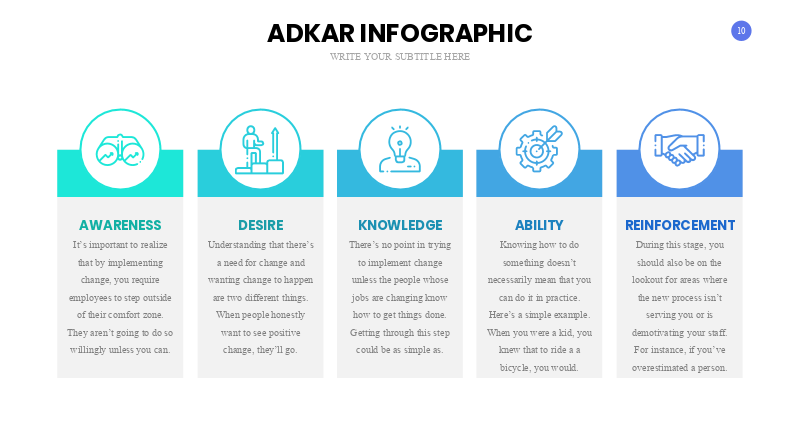 ADKAR INFOGRAPHIC
10
WRITE YOUR SUBTITLE HERE
AWARENESS
It's important to realize
that by implementing
change, you require
employees to step outside
of their comfort zone.
They aren't going to do so
willingly unless you can.
DESIRE
Understanding that there's
a need for change and
wanting change to happen
are two different things.
When people honestly
want to see positive
change, they'll go.
KNOWLEDGE
There's no point in trying
to implement change
unless the people whose
jobs are changing know
how to get things done.
Getting through this step
could be as simple as.
ABILITY
Knowing how to do
something doesn't
necessarily mean that you
can do it in practice.
Here's a simple example.
When you were a kid, you
knew that to ride a a
bicycle, you would.
REINFORCEMENT
During this stage, you
should also be on the
lookout for areas where
the new process isn't
serving you or is
demotivating your staff.
For instance, if you've
overestimated a person.